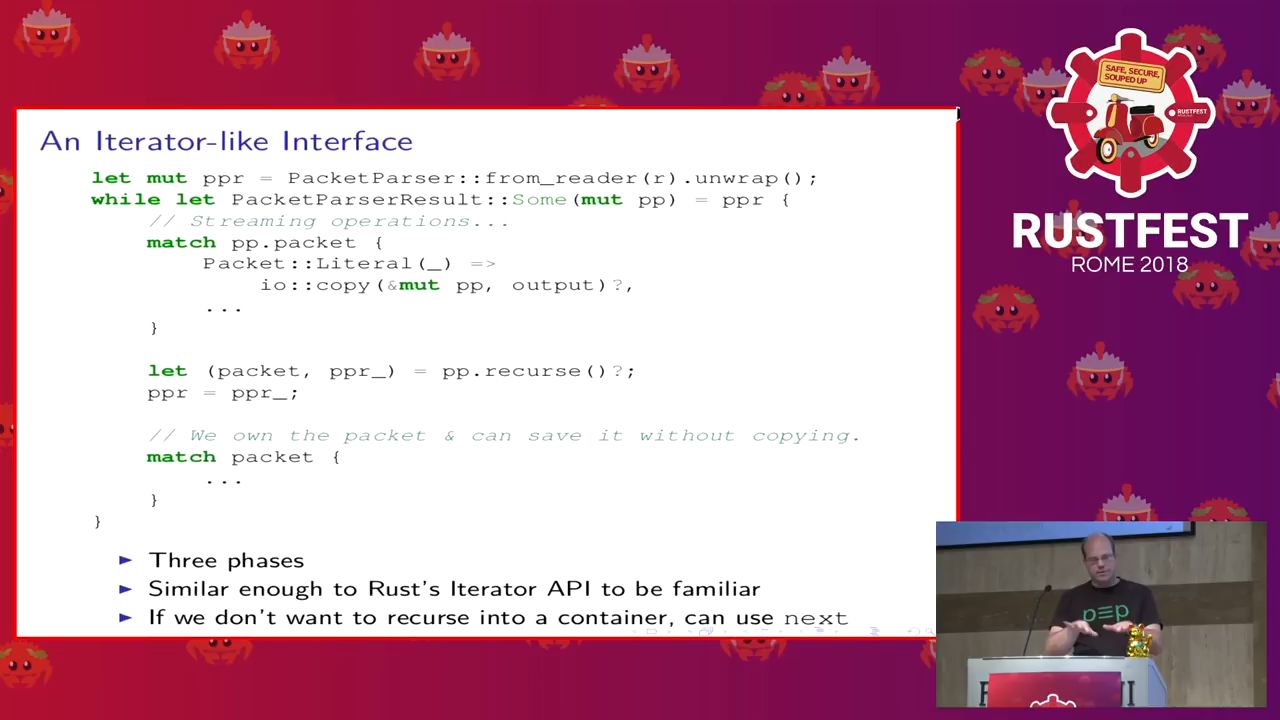 An Iterator-like Interface
let mut ppr = PacketParser::from_reader(r).unwrap();
while let PacketParserResult::Some(mut pp) = ppr {
// Streaming operations...
match pp.packet {
Packet::Literal(_) =>
io::copy(&mut pp, output)?,
...
}
let (packet, ppr_) = pp.recurse()?;
ppr = ppr_;
// We own the packet & can save it without copying.
match packet {
...
}
}
► Three phases
► Similar enough to Rust's Iterator API to be familiar
► If we don't want to recurse into a container, can use next
SAFE, SECURE,
SOUPED UP
RUSTFEST
RUSTFEST
ROME 2018
p≡p